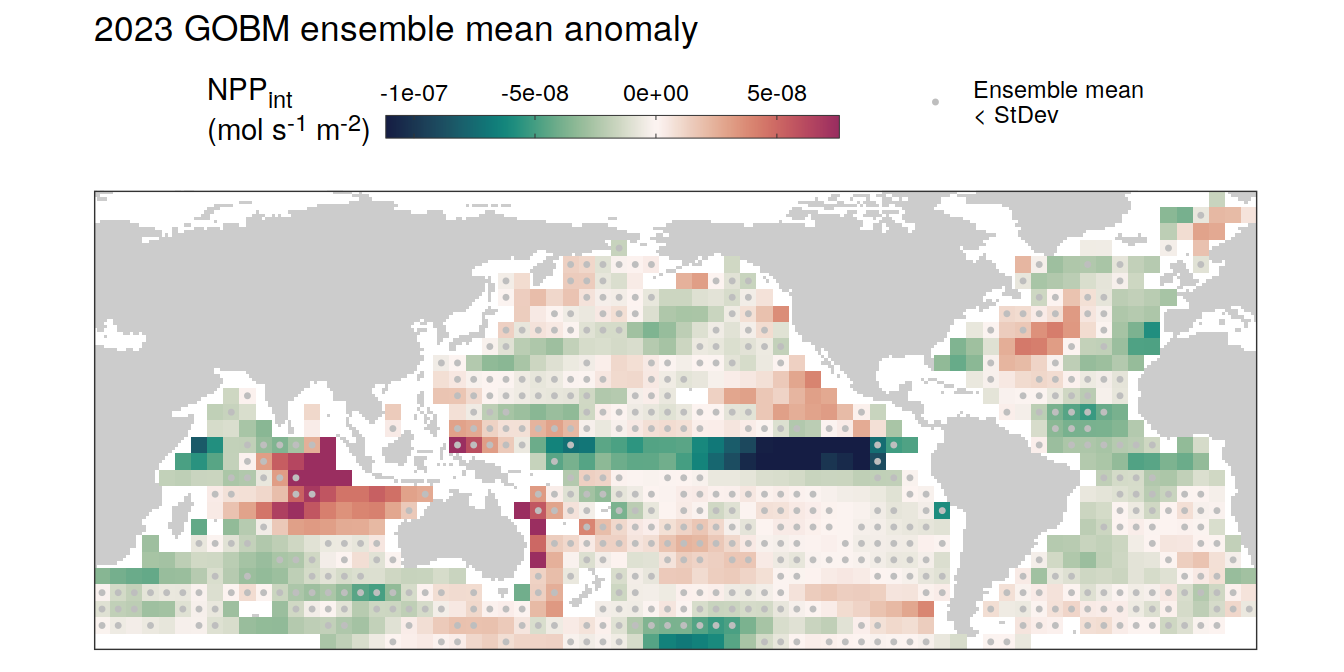 2023 GOBM ensemble mean anomaly
NPPint
(mol s-1 m-2)
-1e-07 -5e-08 0e+00 5e-08
Ensemble mean
< StDev